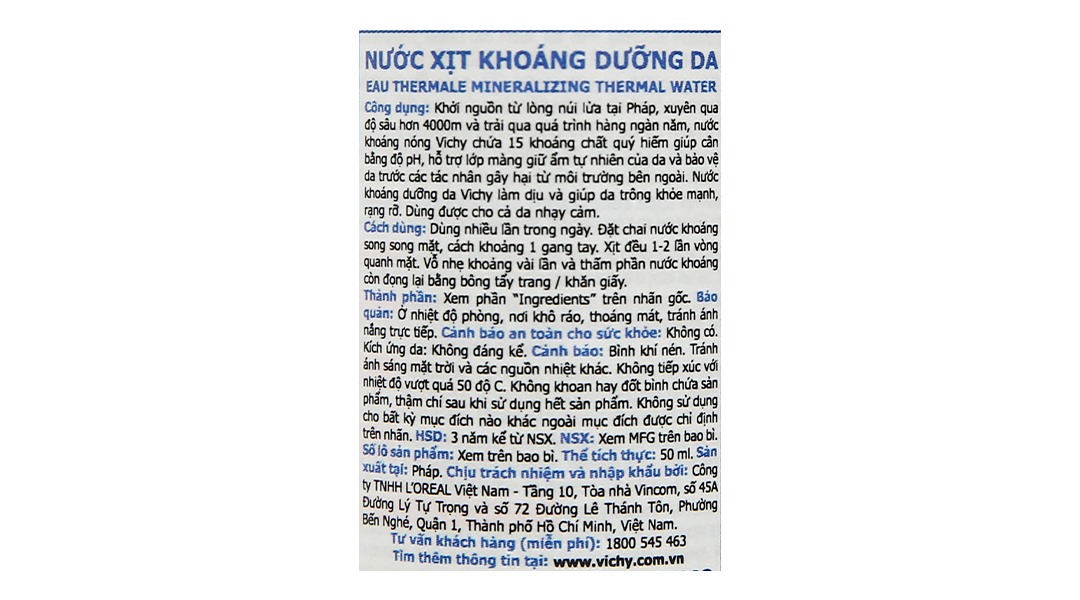 NƯỚC XỊT KHOÁNG DƯỠNG DA
EAU THERMALE MINERALIZING THERMAL WATER
Công dụng: Khởi nguồn từ lòng núi lửa tại Pháp, xuyên qua
độ sâu hơn 4000m và trải qua quá trình hàng ngàn năm, nước
khoáng nóng Vichy chứa 15 khoáng chất quý hiếm giúp cân
bằng độ pH, hỗ trợ lớp màng giữ ẩm tự nhiên của da và bảo vệ
da trước các tác nhân gây hại từ môi trường bên ngoài. Nước
khoáng dưỡng da Vichy làm dịu và giúp da trông khỏe mạnh,
rạng rỡ. Dùng được cho cả da nhạy cảm.
Cách dùng: Dùng nhiều lần trong ngày. Đặt chai nước khoáng
song song mặt, cách khoảng 1 gang tay. Xịt đều 1-2 lần vòng
quanh mặt. Vỗ nhẹ khoảng vài lần và thấm phần nước khoáng
còn đọng lại bằng bông tẩy trang / khăn giấy.
Thành phần: Xem phần "Ingredients" trên nhãn gốc. Bảo
quản: Ở nhiệt độ phòng, nơi khô ráo, thoáng mát, tránh ánh
nắng trực tiếp. Cảnh báo an toàn cho sức khỏe: Không có.
Kích ứng da: Không đáng kể. Cảnh báo: Bình khí nén. Tránh
ánh sáng mặt trời và các nguồn nhiệt khác. Không tiếp xúc với
nhiệt độ vượt quá 50 độ C. Không khoan hay đốt bình chứa sản
phẩm, thậm chí sau khi sử dụng hết sản phẩm. Không sử dụng
cho bất kỳ mục đích nào khác ngoài mục đích được chỉ định
trên nhãn. HSD: 3 năm kể từ NSX. NSX: Xem MFG trên bao bì.
Số lô sản phẩm: Xem trên bao bì. Thể tích thực: 50 ml. Sản
xuất tại: Pháp. Chịu trách nhiệm và nhập khẩu bởi: Công
ty TNHH L'OREAL Việt Nam - Tầng 10, Tòa nhà Vincom, số 45A
Đường Lý Tự Trọng và số 72 Đường Lê Thánh Tôn, Phường
Bến Nghé, Quận 1, Thành phố Hồ Chí Minh, Việt Nam.
Tư vấn khách hàng (miễn phí): 1800 545 463
Tìm thêm thông tin tại: www.vichy.com.vn